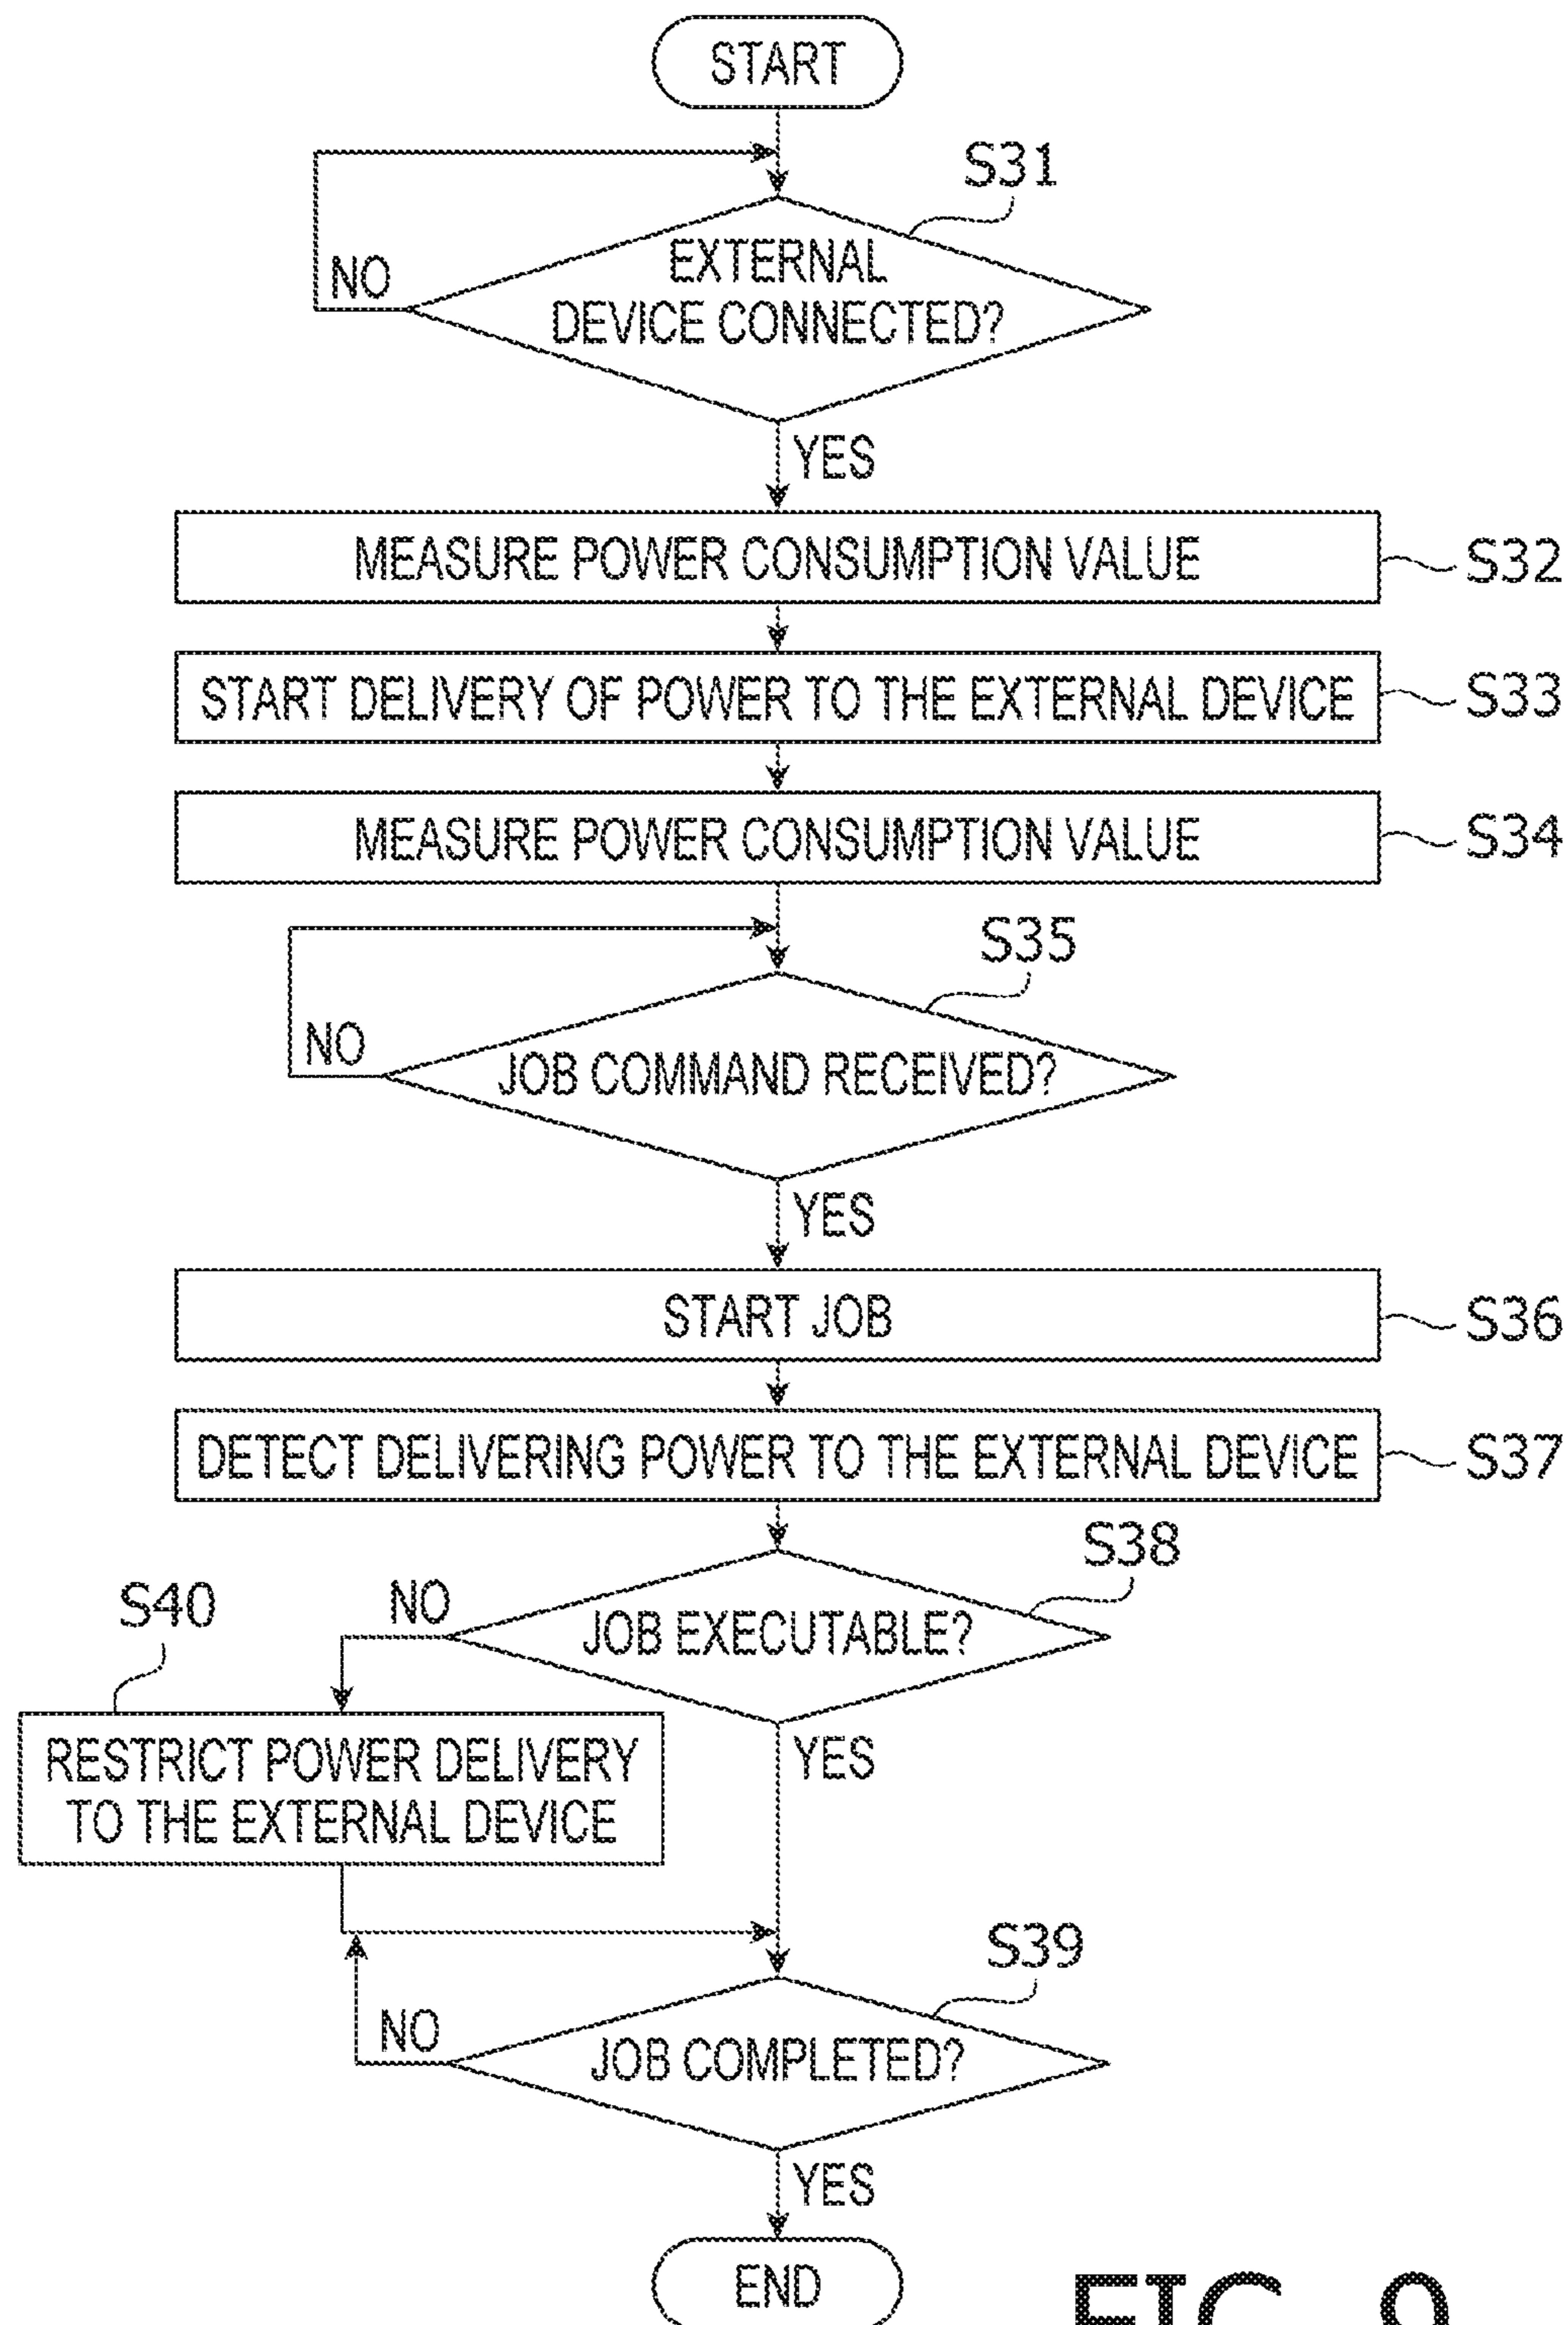 START
S31
EXTERNAL
DEVICE CONNECTED?
NO
YES
MEASURE POWER CONSUMPTION VALUE
S32
START DELIVERY OF POWER TO THE EXTERNAL DEVICE
S33
MEASURE POWER CONSUMPTION VALUE
S34
S35
NO
JOB COMMAND RECEIVED?
YES
START JOB
S36
DETECT DELIVERING POWER TO THE EXTERNAL DEVICE
S37
S38
S40
NO
JOB EXECUTABLE?
RESTRICT POWER DELIVERY
TO THE EXTERNAL DEVICE
YES
S39
NO
JOB COMPLETED?
YES
END